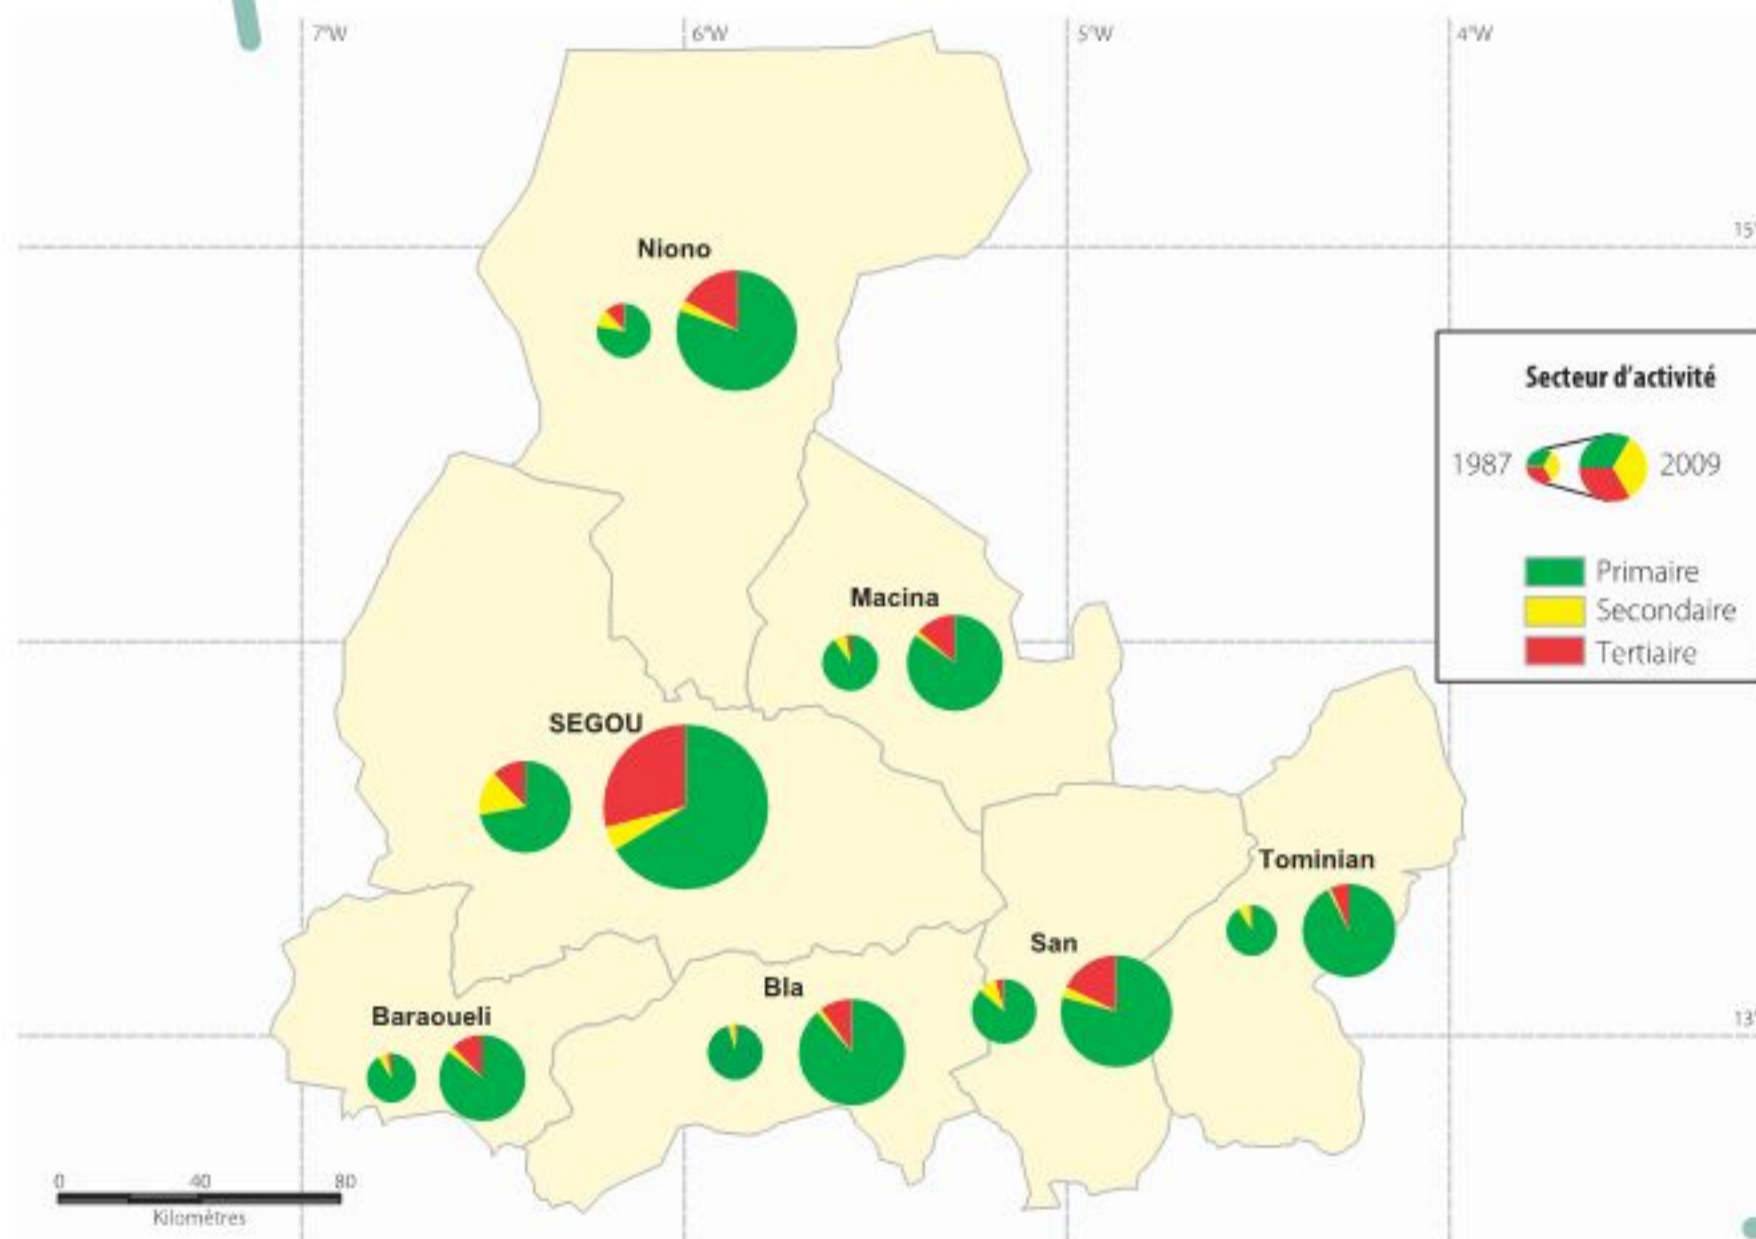 7°W 6°W 5°W 4°W
15°
Niono
Secteur d'activité
1987 2009
Primaire
Secondaire
Tertiaire
Macina
SEGOU
Tominian
San
Bla
Baraoueli
13°
0 40 80
Kilomètres